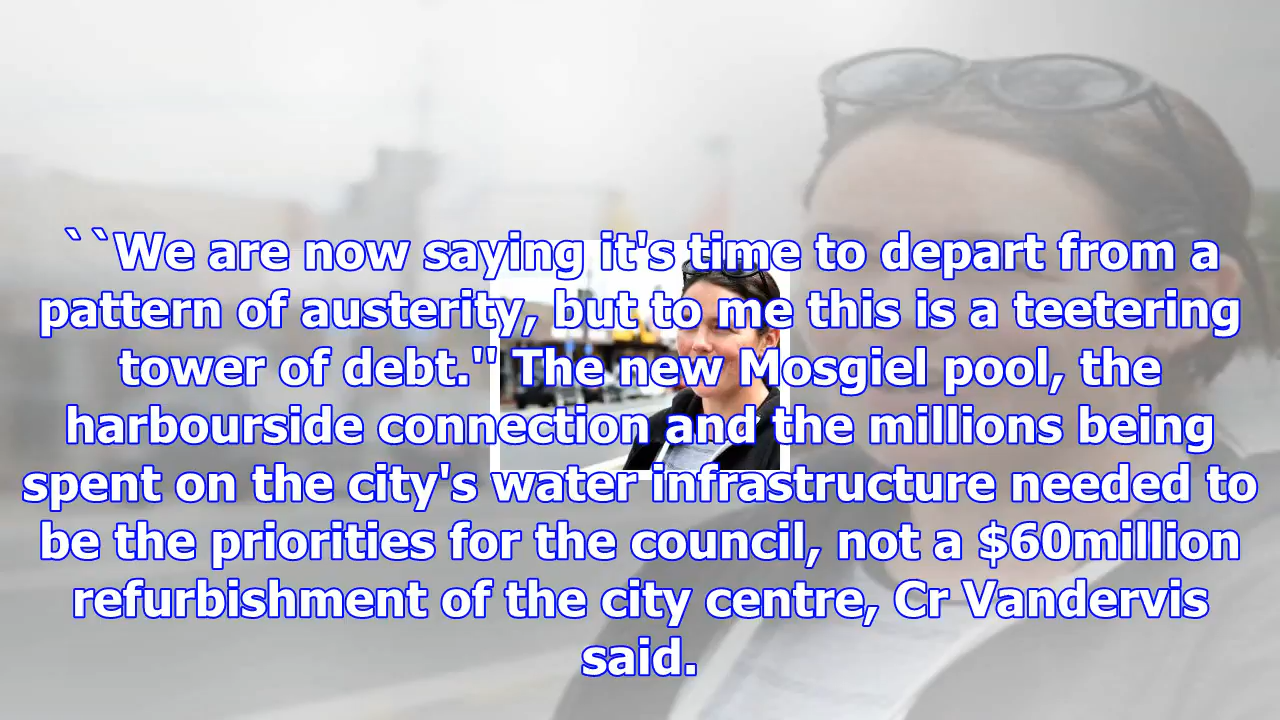 ``We are now saying it's time to depart from a
pattern of austerity, but to me this is a teetering
tower of debt.'' The new Mosgiel pool, the
harbourside connection and the millions being
spent on the city's water infrastructure needed to
be the priorities for the council, not a $60million
refurbishment of the city centre, Cr Vandervis
said.